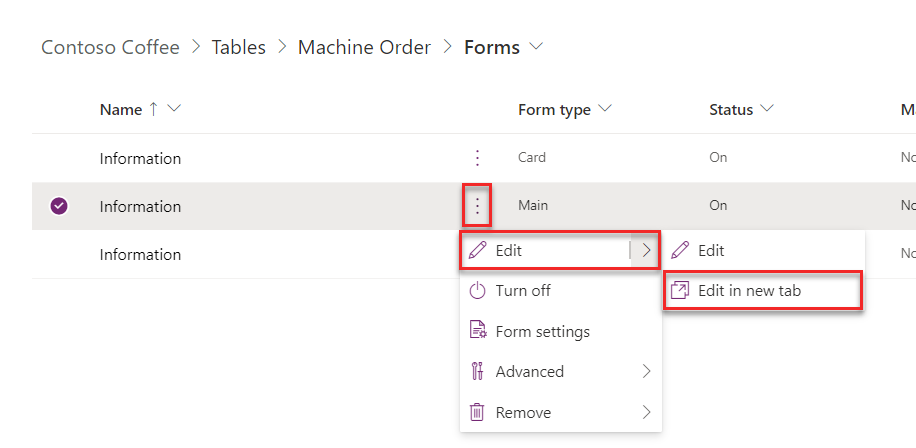 Contoso Coffee > Tables > Machine Order > Forms
Name ↑ Form type Status M
Information Card On No
Information Main On No
Information No
Edit > Edit
Turn off Edit in new tab
Form settings
Advanced >
Remove >